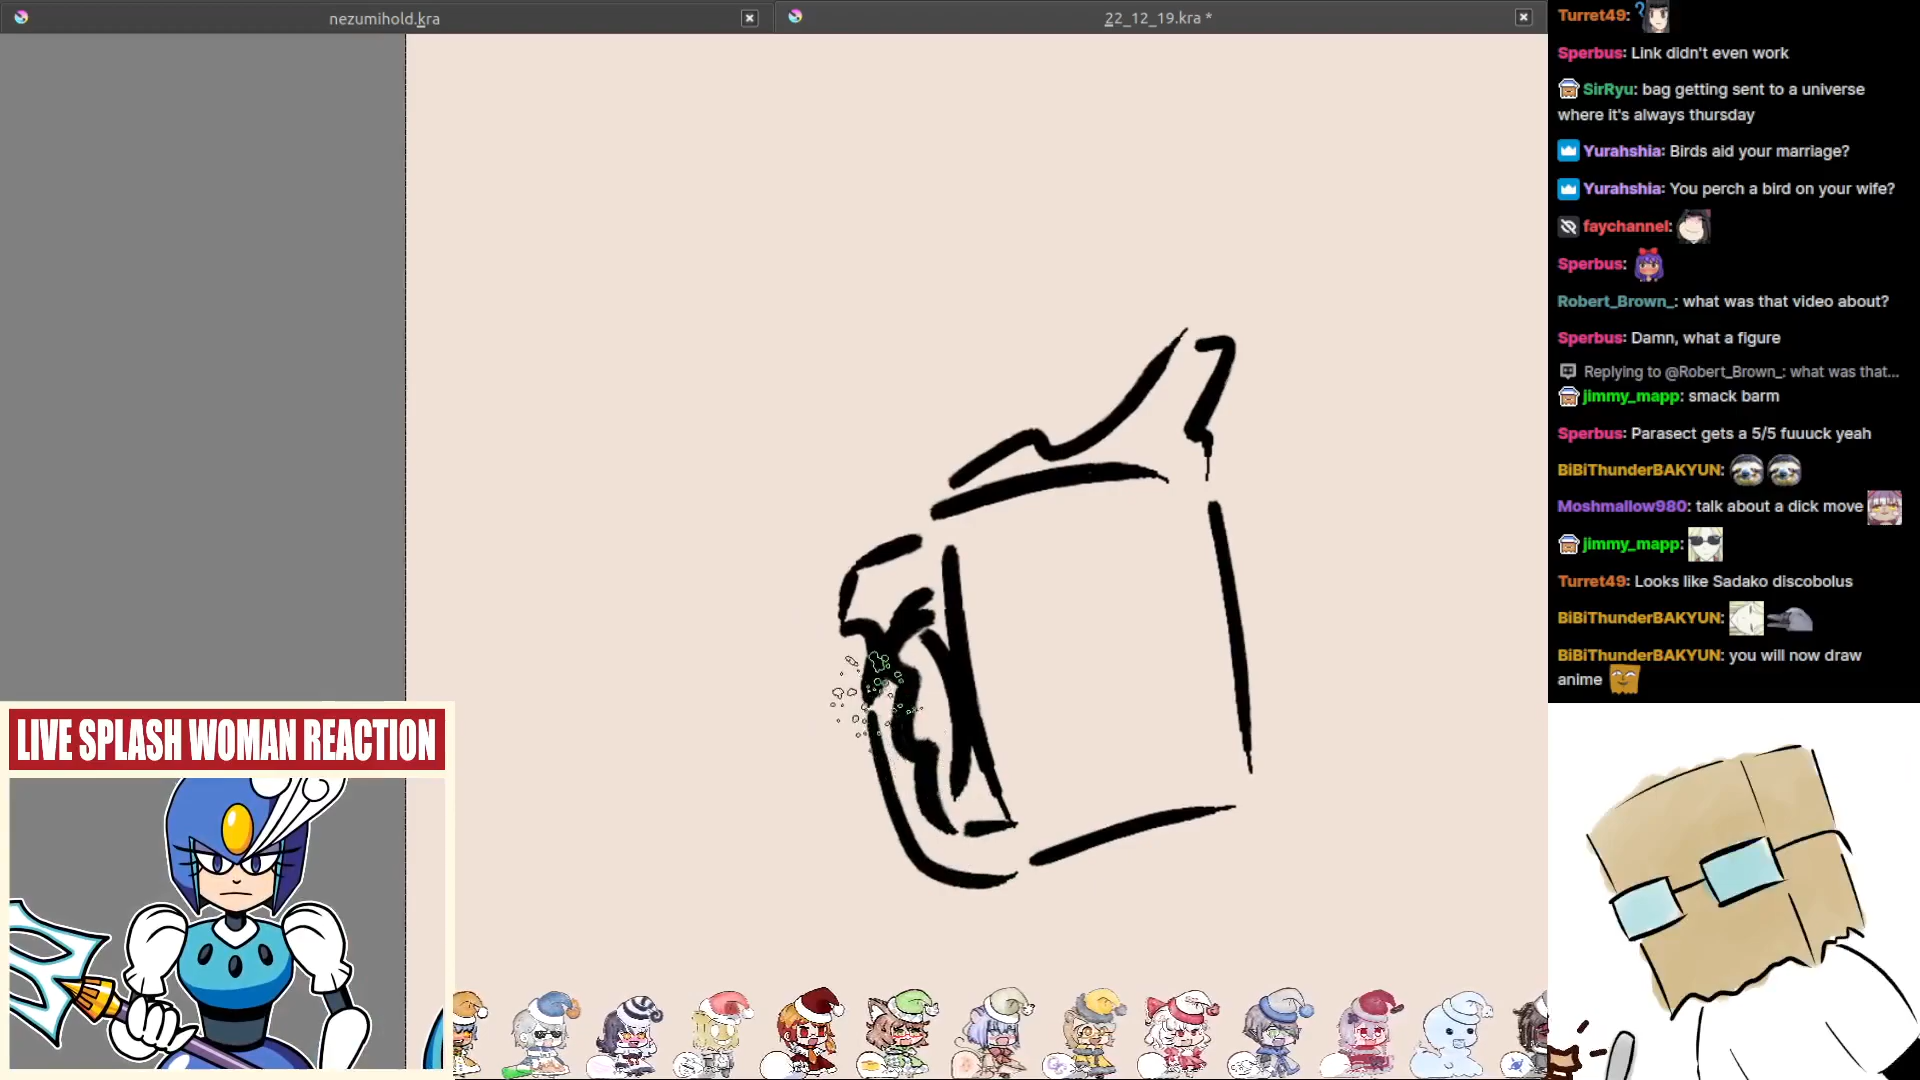 nezumihold.kra
22_12_19.kra *
Turret49:
Sperbus: Link didn't even work
SirRyu: bag getting sent to a universe
where it's always thursday
Yurahshia: Birds aid your marriage?
Yurahshia: You perch a bird on your wife?
faychannel:
Sperbus:
Robert_Brown_: what was that video about?
Sperbus: Damn, what a figure
Replying to @Robert_Brown_: what was that...
jimmy_mapp: smack barm
Sperbus: Parasect gets a 5/5 fuuuck yeah
BiBiThunderBAKYUN:
Moshmallow980: talk about a dick move
jimmy_mapp:
Turret49: Looks like Sadako discobolus
BiBiThunderBAKYUN:
BiBiThunderBAKYUN: you will now draw
anime
LIVE SPLASH WOMAN REACTION